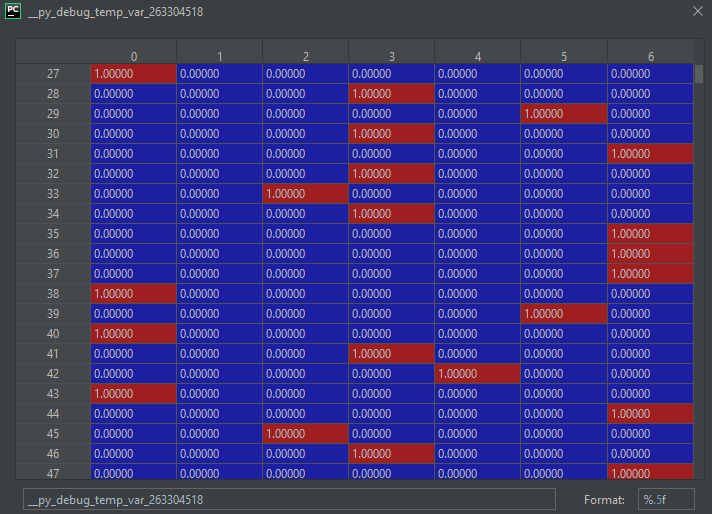 PC __py_debug_temp_var_263304518
0 1 2 3 4 5 6
27 1.00000 0.00000 0.00000 0.00000 0.00000 0.00000 0.00000
28 0.00000 0.00000 0.00000 1.00000 0.00000 0.00000 0.00000
29 0.00000 0.00000 0.00000 0.00000 0.00000 1.00000 0.00000
30 0.00000 0.00000 0.00000 1.00000 0.00000 0.00000 0.00000
31 0.00000 0.00000 0.00000 0.00000 0.00000 0.00000 1.00000
32 0.00000 0.00000 0.00000 1.00000 0.00000 0.00000 0.00000
33 0.00000 0.00000 1.00000 0.00000 0.00000 0.00000 0.00000
34 0.00000 0.00000 0.00000 1.00000 0.00000 0.00000 0.00000
35 0.00000 0.00000 0.00000 0.00000 0.00000 0.00000 1.00000
36 0.00000 0.00000 0.00000 0.00000 0.00000 0.00000 1.00000
37 0.00000 0.00000 0.00000 0.00000 0.00000 0.00000 1.00000
38 1.00000 0.00000 0.00000 0.00000 0.00000 0.00000 0.00000
39 0.00000 0.00000 0.00000 0.00000 0.00000 1.00000 0.00000
40 1.00000 0.00000 0.00000 0.00000 0.00000 0.00000 0.00000
41 0.00000 0.00000 0.00000 1.00000 0.00000 0.00000 0.00000
42 0.00000 0.00000 0.00000 0.00000 1.00000 0.00000 0.00000
43 1.00000 0.00000 0.00000 0.00000 0.00000 0.00000 0.00000
44 0.00000 0.00000 0.00000 0.00000 0.00000 0.00000 1.00000
45 0.00000 0.00000 1.00000 0.00000 0.00000 0.00000 0.00000
46 0.00000 0.00000 0.00000 1.00000 0.00000 0.00000 0.00000
47 0.00000 0.00000 0.00000 0.00000 0.00000 0.00000 1.00000
__py_debug_temp_var_263304518 Format: %.5f